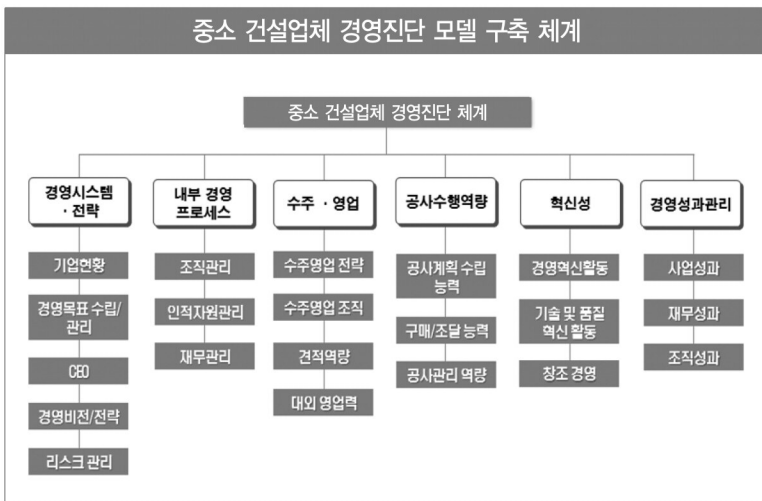 중소 건설업체 경영진단 모델 구축 체계
중소 건설업체 경영진단 체계
경영시스템
· 전략
기업현황
경영목표 수립/
관리
CEO
경영비전/전략
리스크 관리
내부 경영
프로세스
조직관리
인적자원관리
재무관리
수주 · 영업
수주영업 전략
수주영업 조직
견적역량
대외 영업력
공사수행역량
공사계획 수립
능력
구매/조달 능력
공사관리 역량
혁신성
경영혁신활동
기술 및 품질
혁신 활동
창조 경영
경영성과관리
사업성과
재무성과
조직성과